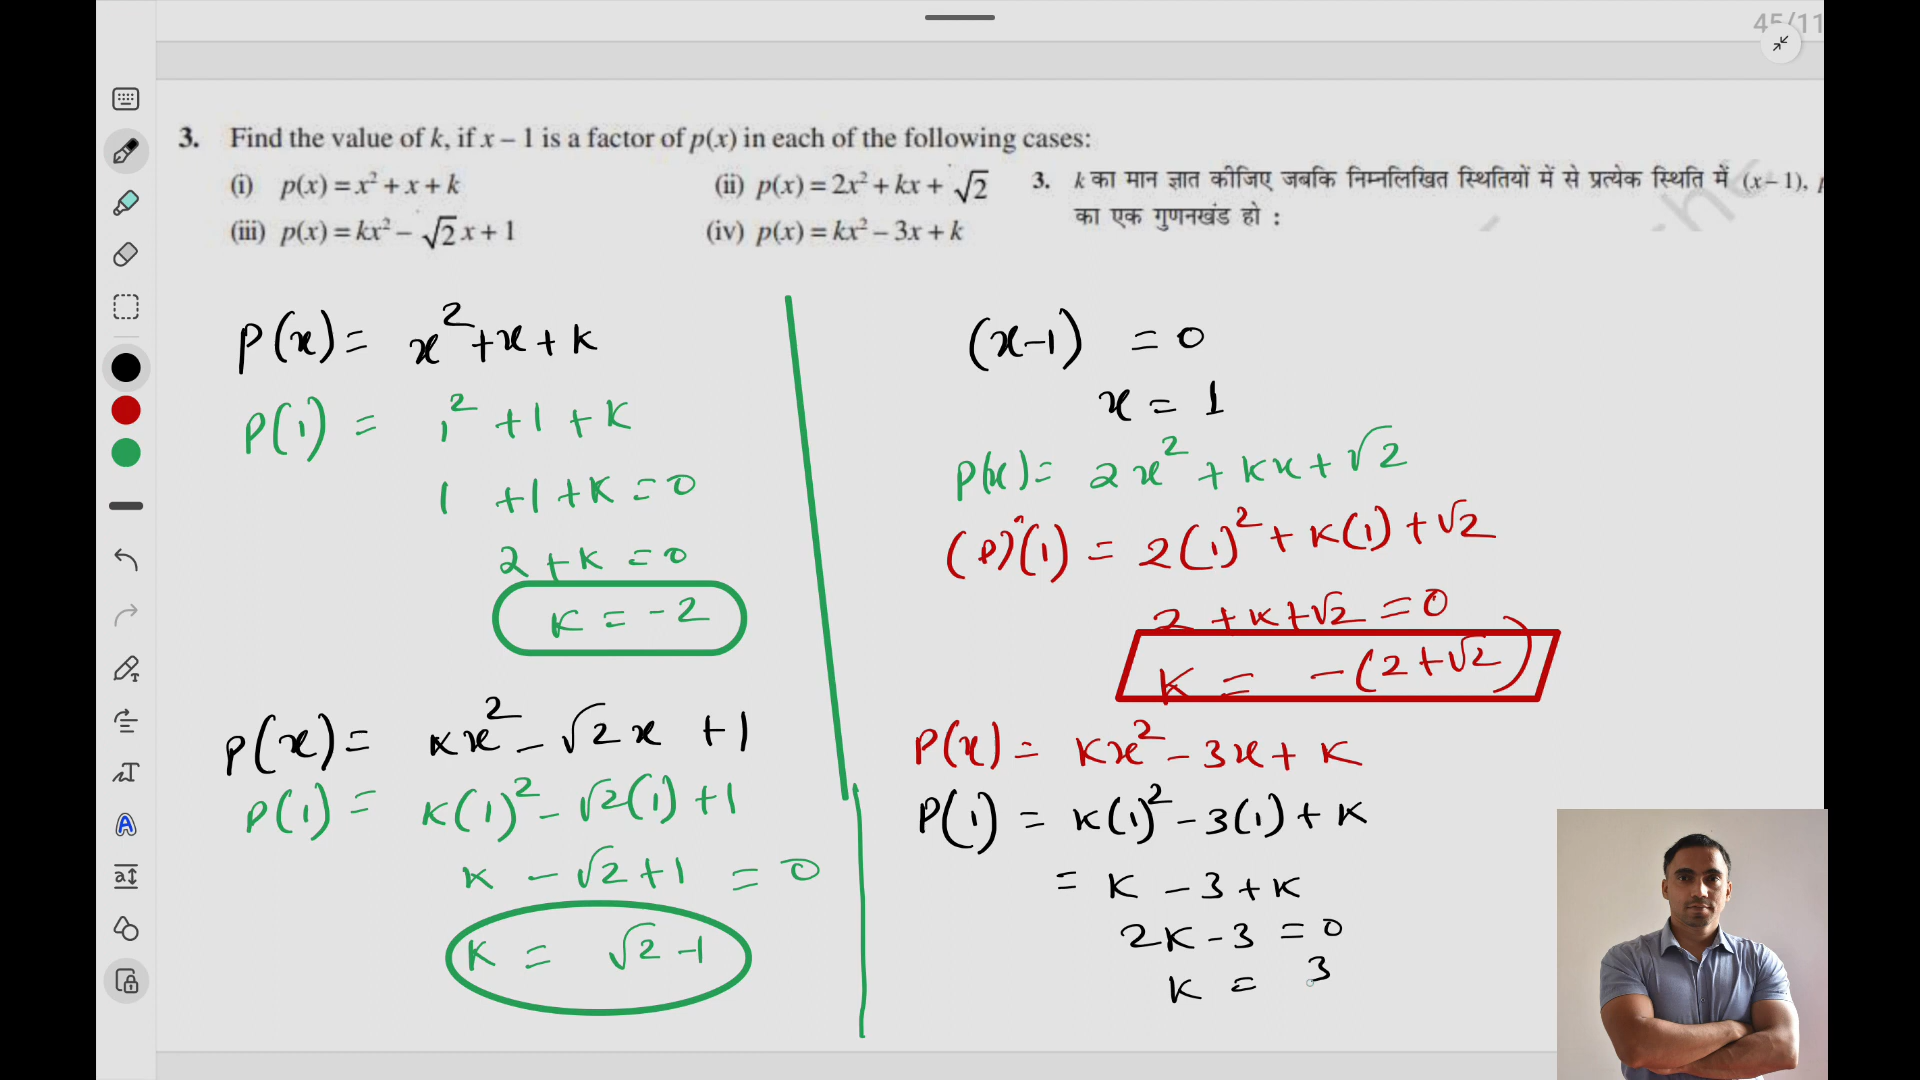 45/11
3. Find the value of k, if x – 1 is a factor of p(x) in each of the following cases:
(i) p(x) = x² + x + k
(ii) p(x) = 2x² + kx + √2
(iii) p(x) = kx² – √2 x + 1
(iv) p(x) = kx² – 3x + k
3. k का मान ज्ञात कीजिए जबकि निम्नलिखित स्थितियों में से प्रत्येक स्थिति में (x – 1),
का एक गुणनखंड हो :
P(x) = x² + x + k
P(1) = 1² + 1 + k
1 + 1 + k = 0
2 + k = 0
k = -2
P(x) = kx² - √2 x + 1
P(1) = k(1)² - √2(1) + 1
k - √2 + 1 = 0
k = √2 - 1
(x-1) = 0
x = 1
P(x) = 2x² + kx + √2
(P)(1) = 2(1)² + k(1) + √2
2 + k + √2 = 0
k = -(2 + √2)
P(x) = kx² - 3x + k
P(1) = k(1)² - 3(1) + k
= k - 3 + k
2k - 3 = 0
k = 3